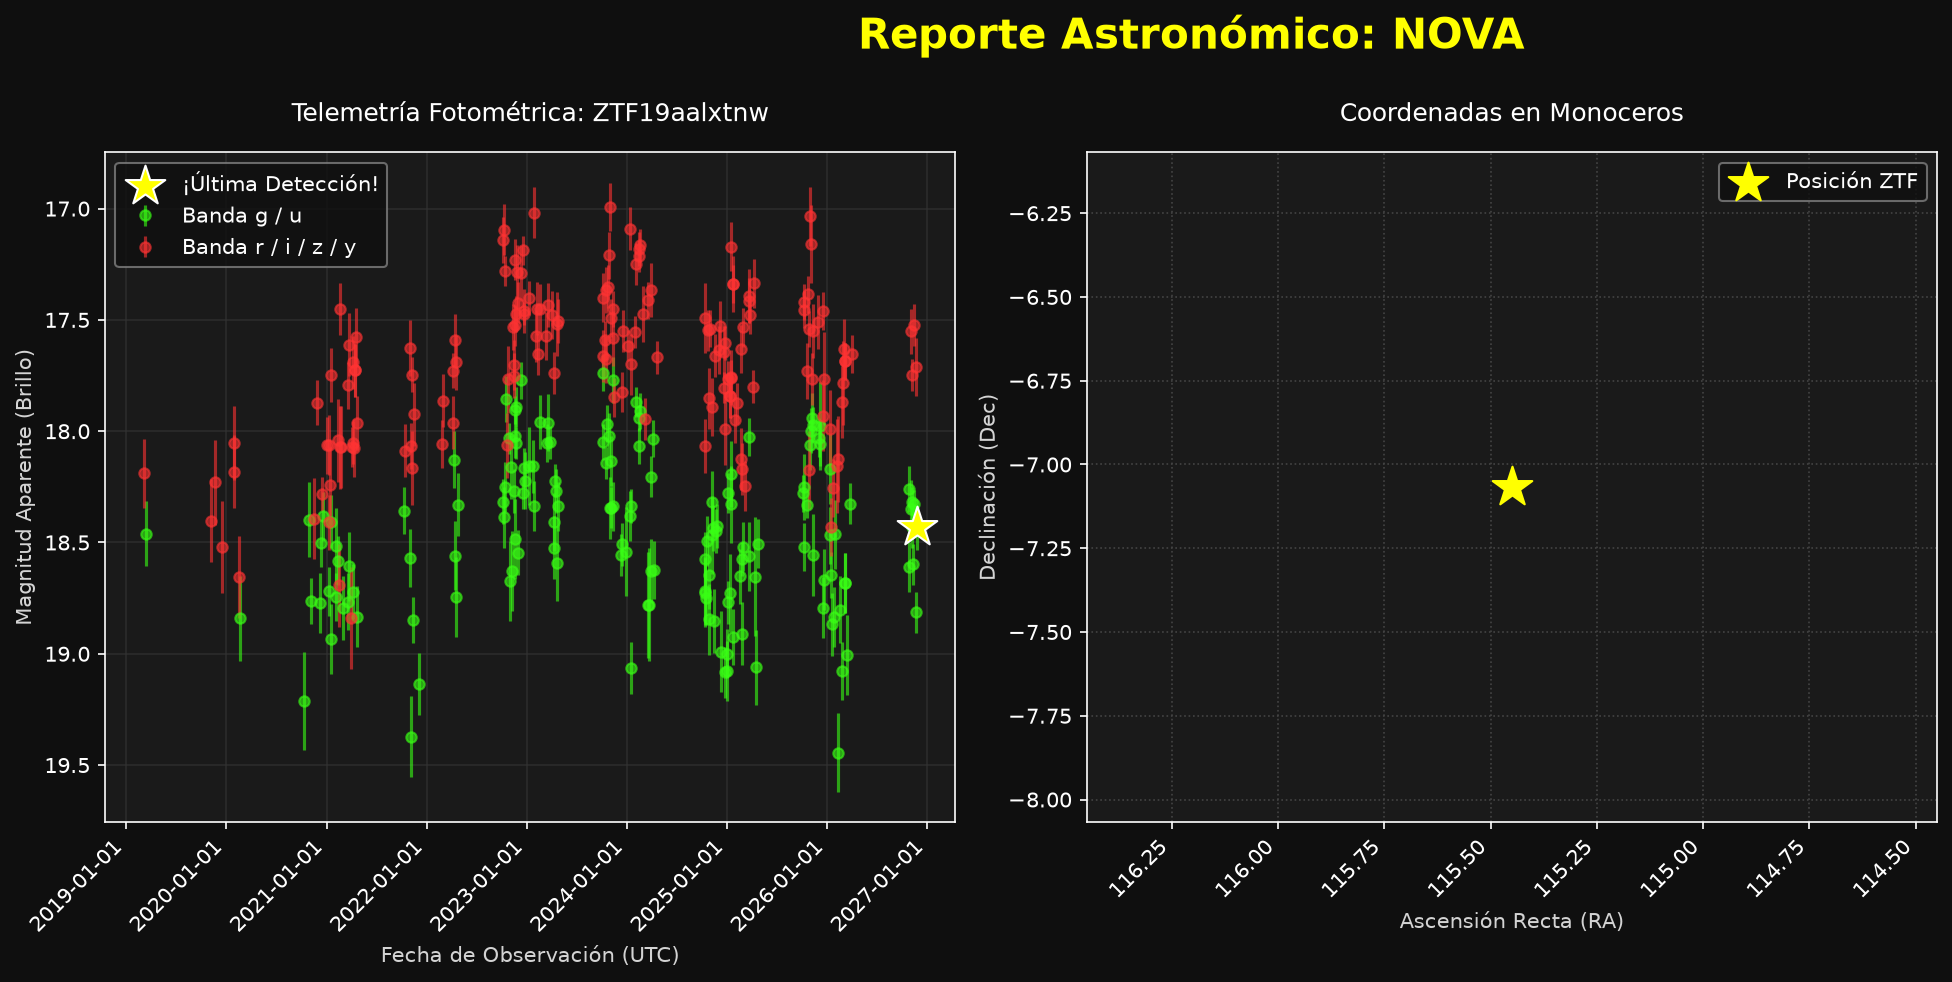 Reporte Astronómico: NOVA
Telemetría Fotométrica: ZTF19aalxtnw
¡Última Detección!
Banda g / u
Banda r / i / z / y
Magnitud Aparente (Brillo)
17.0
17.5
18.0
18.5
19.0
19.5
2019-01-01
2020-01-01
2021-01-01
2022-01-01
2023-01-01
2024-01-01
2025-01-01
2026-01-01
2027-01-01
Fecha de Observación (UTC)
Coordenadas en Monoceros
Posición ZTF
Declinación (Dec)
−6.25
−6.50
−6.75
−7.00
−7.25
−7.50
−7.75
−8.00
116.25
116.00
115.75
115.50
115.25
115.00
114.75
114.50
Ascensión Recta (RA)